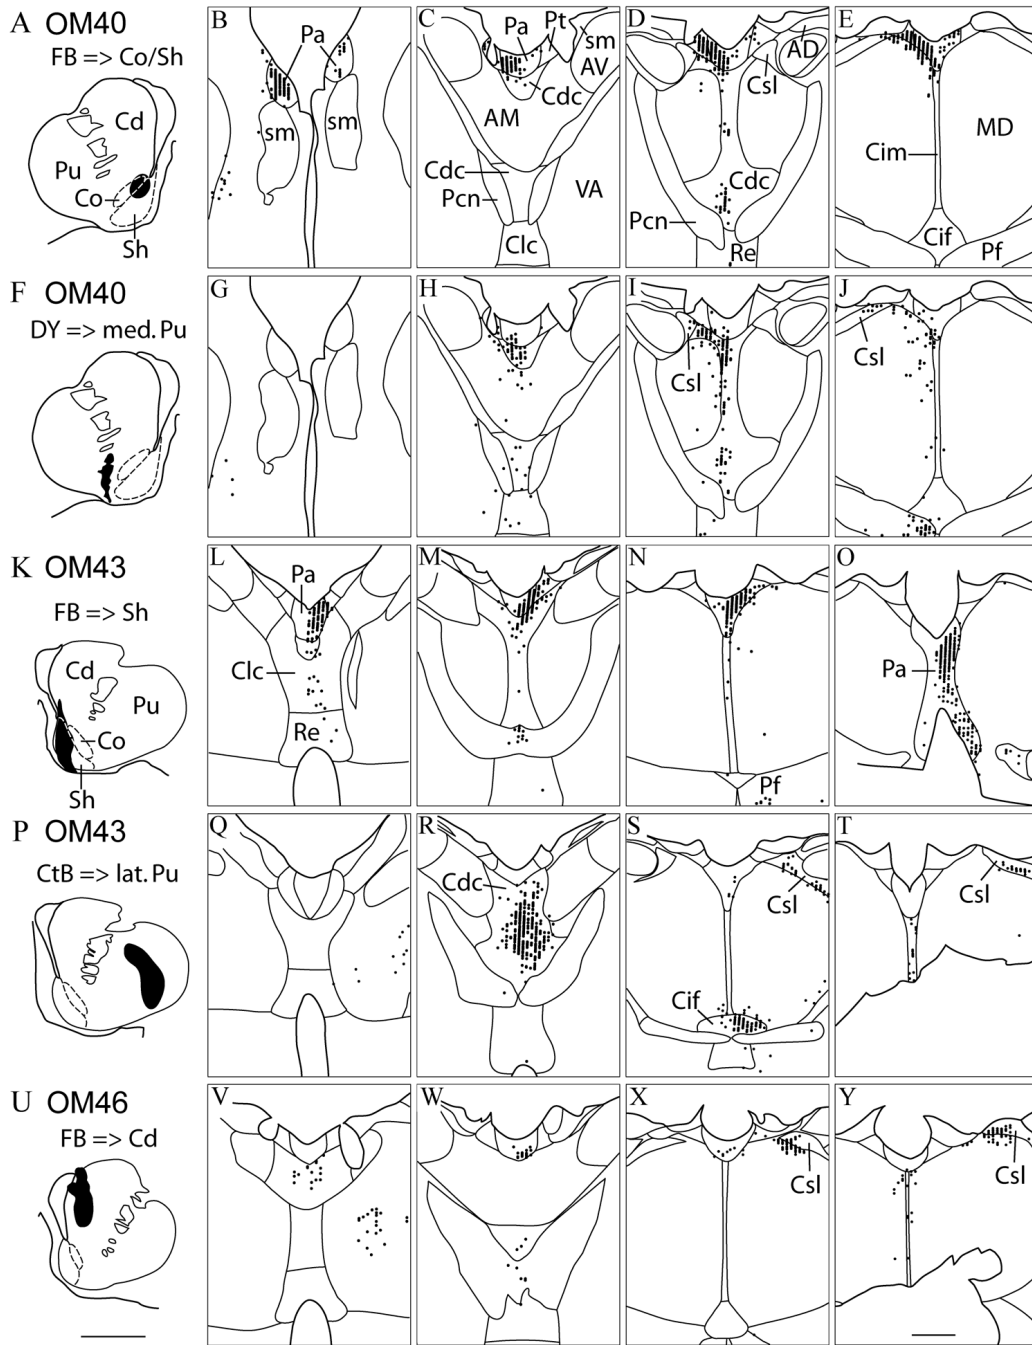 A OM40
FB => Co/Sh
Cd
Pu
Co
Sh
B
Pa
sm
sm
C
Pa
Pt
sm
AV
Cdc
AM
Cdc
Pcn
VA
Clc
D
AD
Csl
Cdc
Pcn
Re
E
MD
Cim
Cif
Pf
F OM40
DY => med. Pu
G
H
I
Csl
J
Csl
K OM43
FB => Sh
Cd
Pu
Co
Sh
L
Pa
Clc
Re
M
N
Pf
O
Pa
P OM43
CtB => lat. Pu
Q
R
Cdc
S
Csl
Cif
T
Csl
U OM46
FB => Cd
V
W
X
Csl
Y
Csl